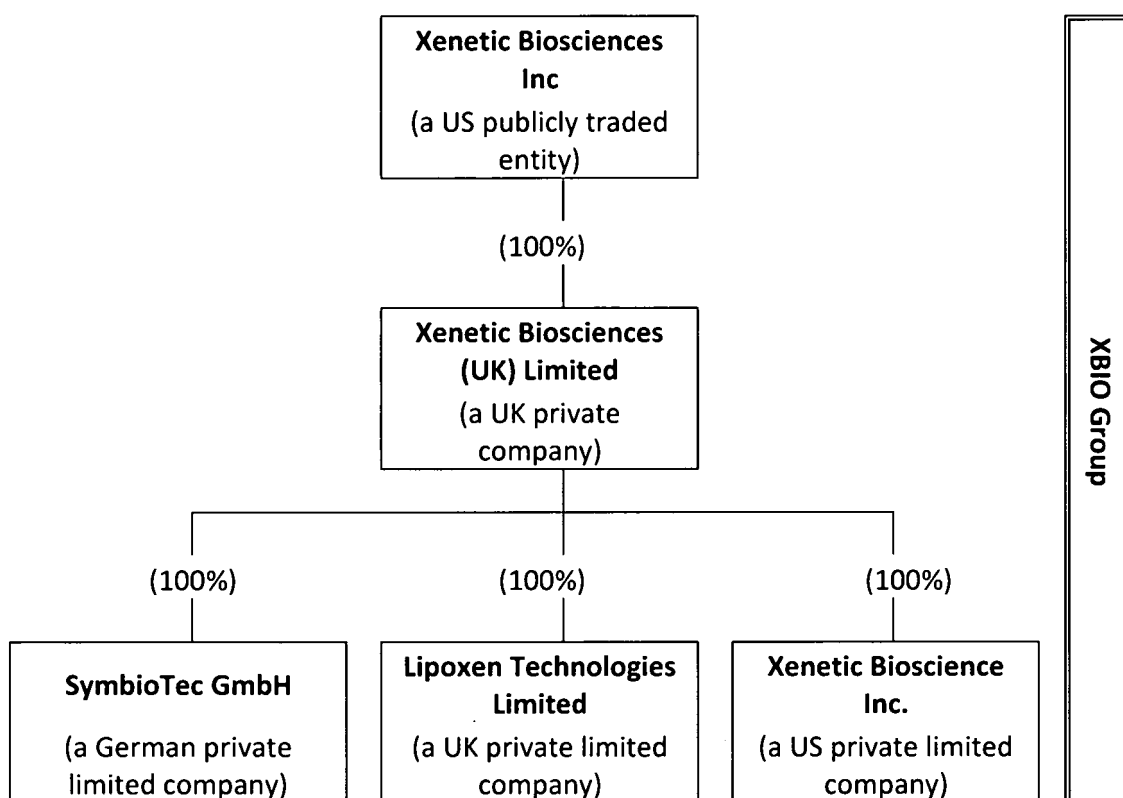 Xenetic Biosciences
Inc
(a US publicly traded
entity)
(100%)
Xenetic Biosciences
(UK) Limited
(a UK private
company)
XBIO Group
(100%)
(100%)
(100%)
SymbioTec GmbH
(a German private
limited company)
Lipoxen Technologies
Limited
(a UK private limited
company)
Xenetic Bioscience
Inc.
(a US private limited
company)